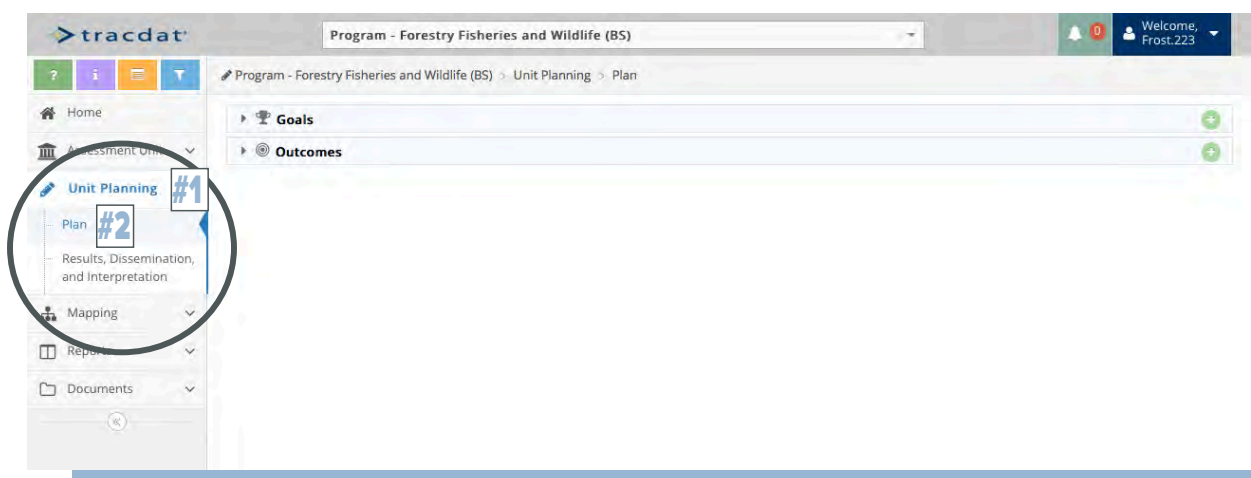 tracdat
Program - Forestry Fisheries and Wildlife (BS)
0
Welcome,
Frost.223
? i
Program - Forestry Fisheries and Wildlife (BS) > Unit Planning > Plan
Home
Goals
Assessment
Outcomes
Unit Planning #1
Plan #2
Results, Dissemination,
and Interpretation
Mapping
Documents